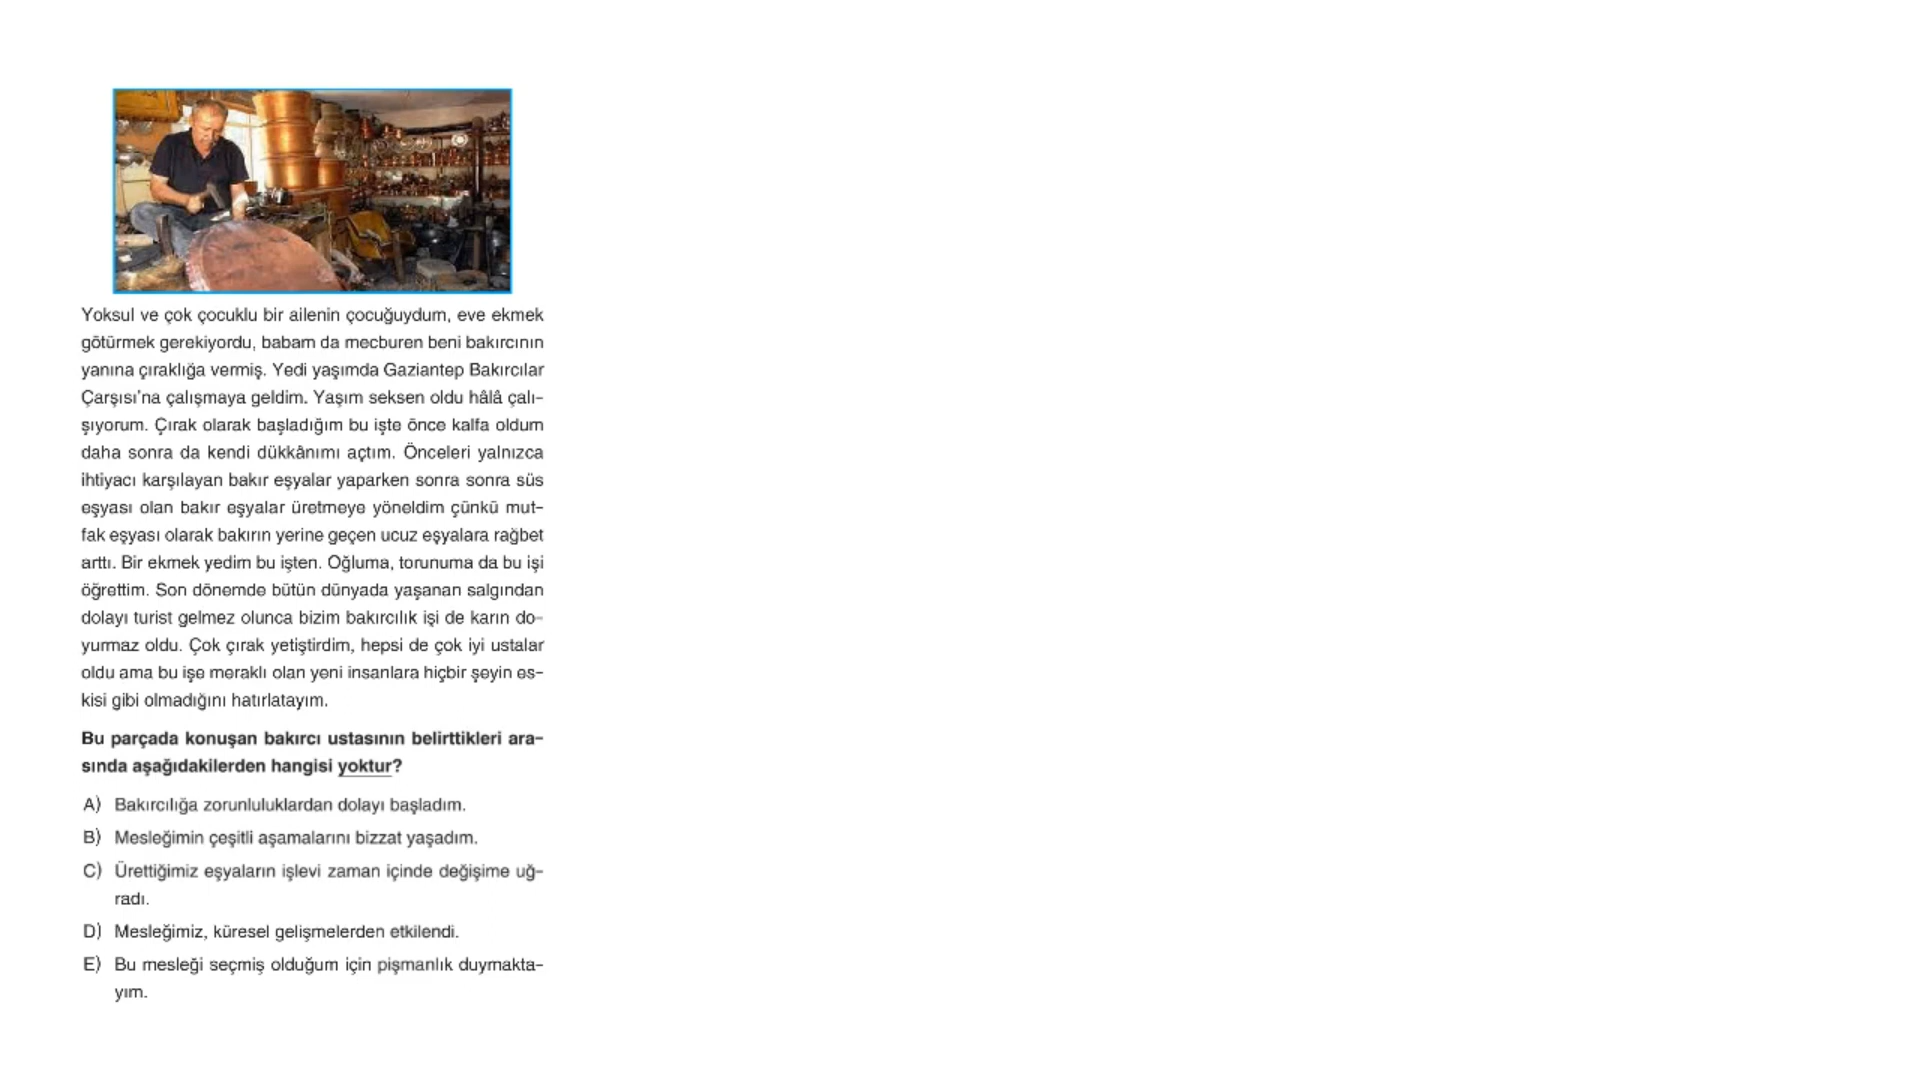 Yoksul ve çok çocuklu bir ailenin çocuğuydum, eve ekmek
götürmek gerekiyordu, babam da mecburen beni bakırcının
yanına çıraklığa vermiş. Yedi yaşımda Gaziantep Bakırcılar
Çarşısı'na çalışmaya geldim. Yaşım seksen oldu hâlâ çalı-
şıyorum. Çırak olarak başladığım bu işte önce kalfa oldum
daha sonra da kendi dükkânımı açtım. Önceleri yalnızca
ihtiyacı karşılayan bakır eşyalar yaparken sonra sonra süs
eşyası olan bakır eşyalar üretmeye yöneldim çünkü mut-
fak eşyası olarak bakırın yerine geçen ucuz eşyalara rağbet
arttı. Bir ekmek yedim bu işten. Oğluma, torunuma da bu işi
öğrettim. Son dönemde bütün dünyada yaşanan salgından
dolayı turist gelmez olunca bizim bakırcılık işi de karın do-
yurmaz oldu. Çok çırak yetiştirdim, hepsi de çok iyi ustalar
oldu ama bu işe meraklı olan yeni insanlara hiçbir şeyin es-
kisi gibi olmadığını hatırlatayım.
Bu parçada konuşan bakırcı ustasının belirttikleri ara-
sında aşağıdakilerden hangisi yoktur?
A) Bakırcılığa zorunluluklardan dolayı başladım.
B) Mesleğimin çeşitli aşamalarını bizzat yaşadım.
C) Ürettiğimiz eşyaların işlevi zaman içinde değişime uğ-
radı.
D) Mesleğimiz, küresel gelişmelerden etkilendi.
E) Bu mesleği seçmiş olduğum için pişmanlık duymakta-
yım.